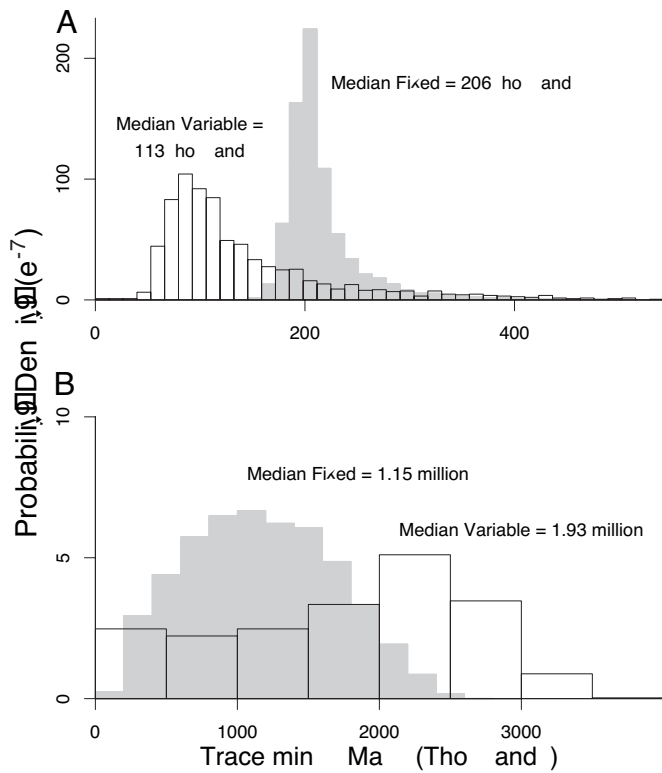 A
200
Median Fixed = 206 ho and
Median Variable =
113 ho and
100
0
0 200 400
(e-7)
B
10
Median Fixed = 1.15 million
Median Variable = 1.93 million
5
0
0 1000 2000 3000
Trace min Ma (Tho and )